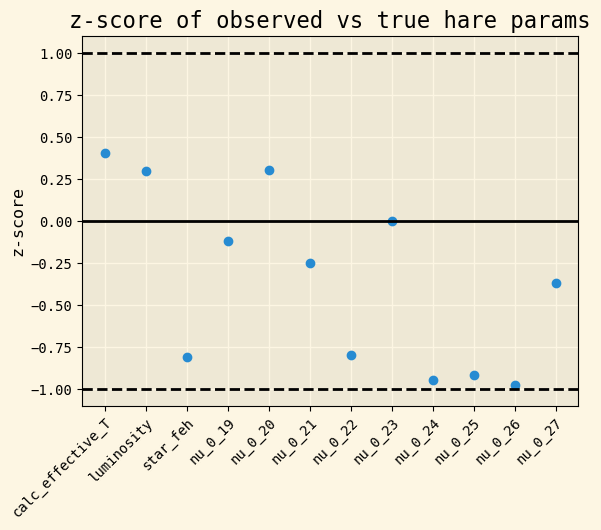 z-score of observed vs true hare params
1.00
0.75
0.50
0.25
0.00
−0.25
−0.50
−0.75
−1.00
z-score
calc_effective_T
luminosity
star_feh
nu_0_19
nu_0_20
nu_0_21
nu_0_22
nu_0_23
nu_0_24
nu_0_25
nu_0_26
nu_0_27